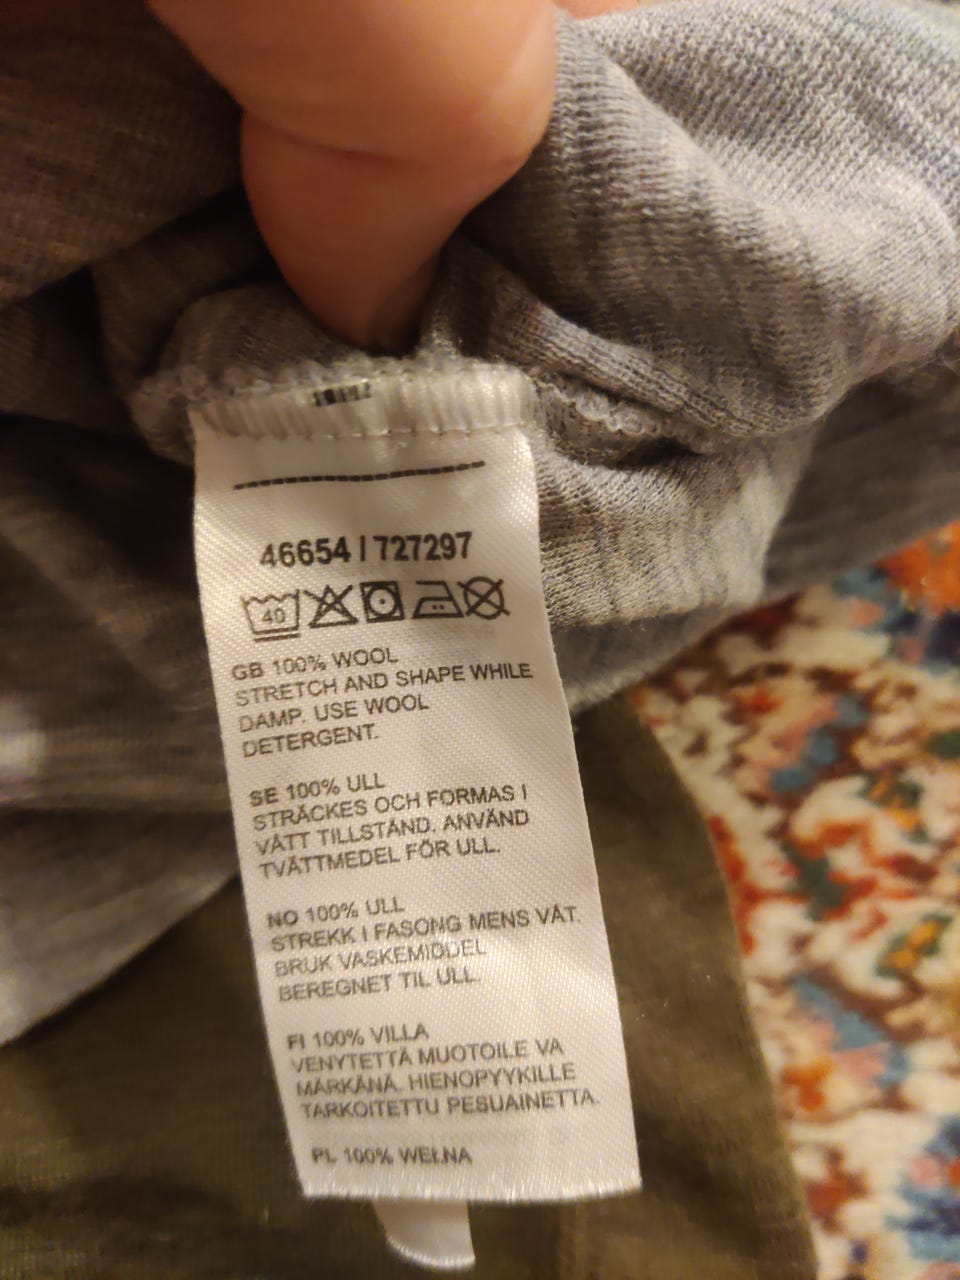 46654 | 727297
40
GB 100% WOOL
STRETCH AND SHAPE WHILE
DAMP. USE WOOL
DETERGENT.
SE 100% ULL
STRÄCKES OCH FORMAS I
VÅTT TILLSTÅND. ANVÄND
TVÄTTMEDEL FÖR ULL.
NO 100% ULL
STREKK I FASONG MENS VÅT.
BRUK VASKEMIDDEL
BEREGNET TIL ULL.
FI 100% VILLA
VENYTETTÄ MUOTOILE VA
MÄRKÄNÄ. HIENOPYYKILLE
TARKOITETTU PESUAINETTA.
PL 100% WEŁNA